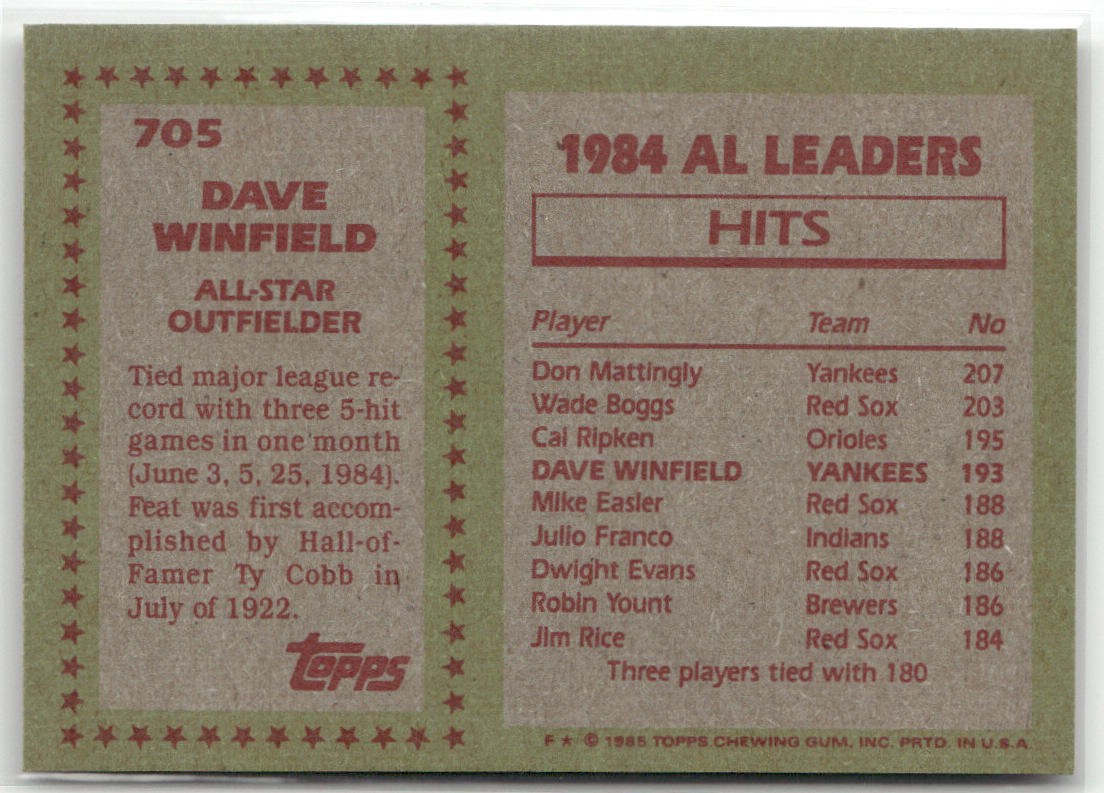 705
DAVE
WINFIELD
ALL-STAR
OUTFIELDER
Tied major league re-
cord with three 5-hit
games in one month
(June 3, 5, 25, 1984).
Feat was first accom-
plished by Hall-of-
Famer Ty Cobb in
July of 1922.
topps
1984 AL LEADERS
HITS
Player Team No
Don Mattingly Yankees 207
Wade Boggs Red Sox 203
Cal Ripken Orioles 195
DAVE WINFIELD YANKEES 193
Mike Easler Red Sox 188
Julio Franco Indians 188
Dwight Evans Red Sox 186
Robin Yount Brewers 186
Jim Rice Red Sox 184
Three players tied with 180
F ★ © 1985 TOPPS CHEWING GUM, INC. PRTD. IN U.S.A.